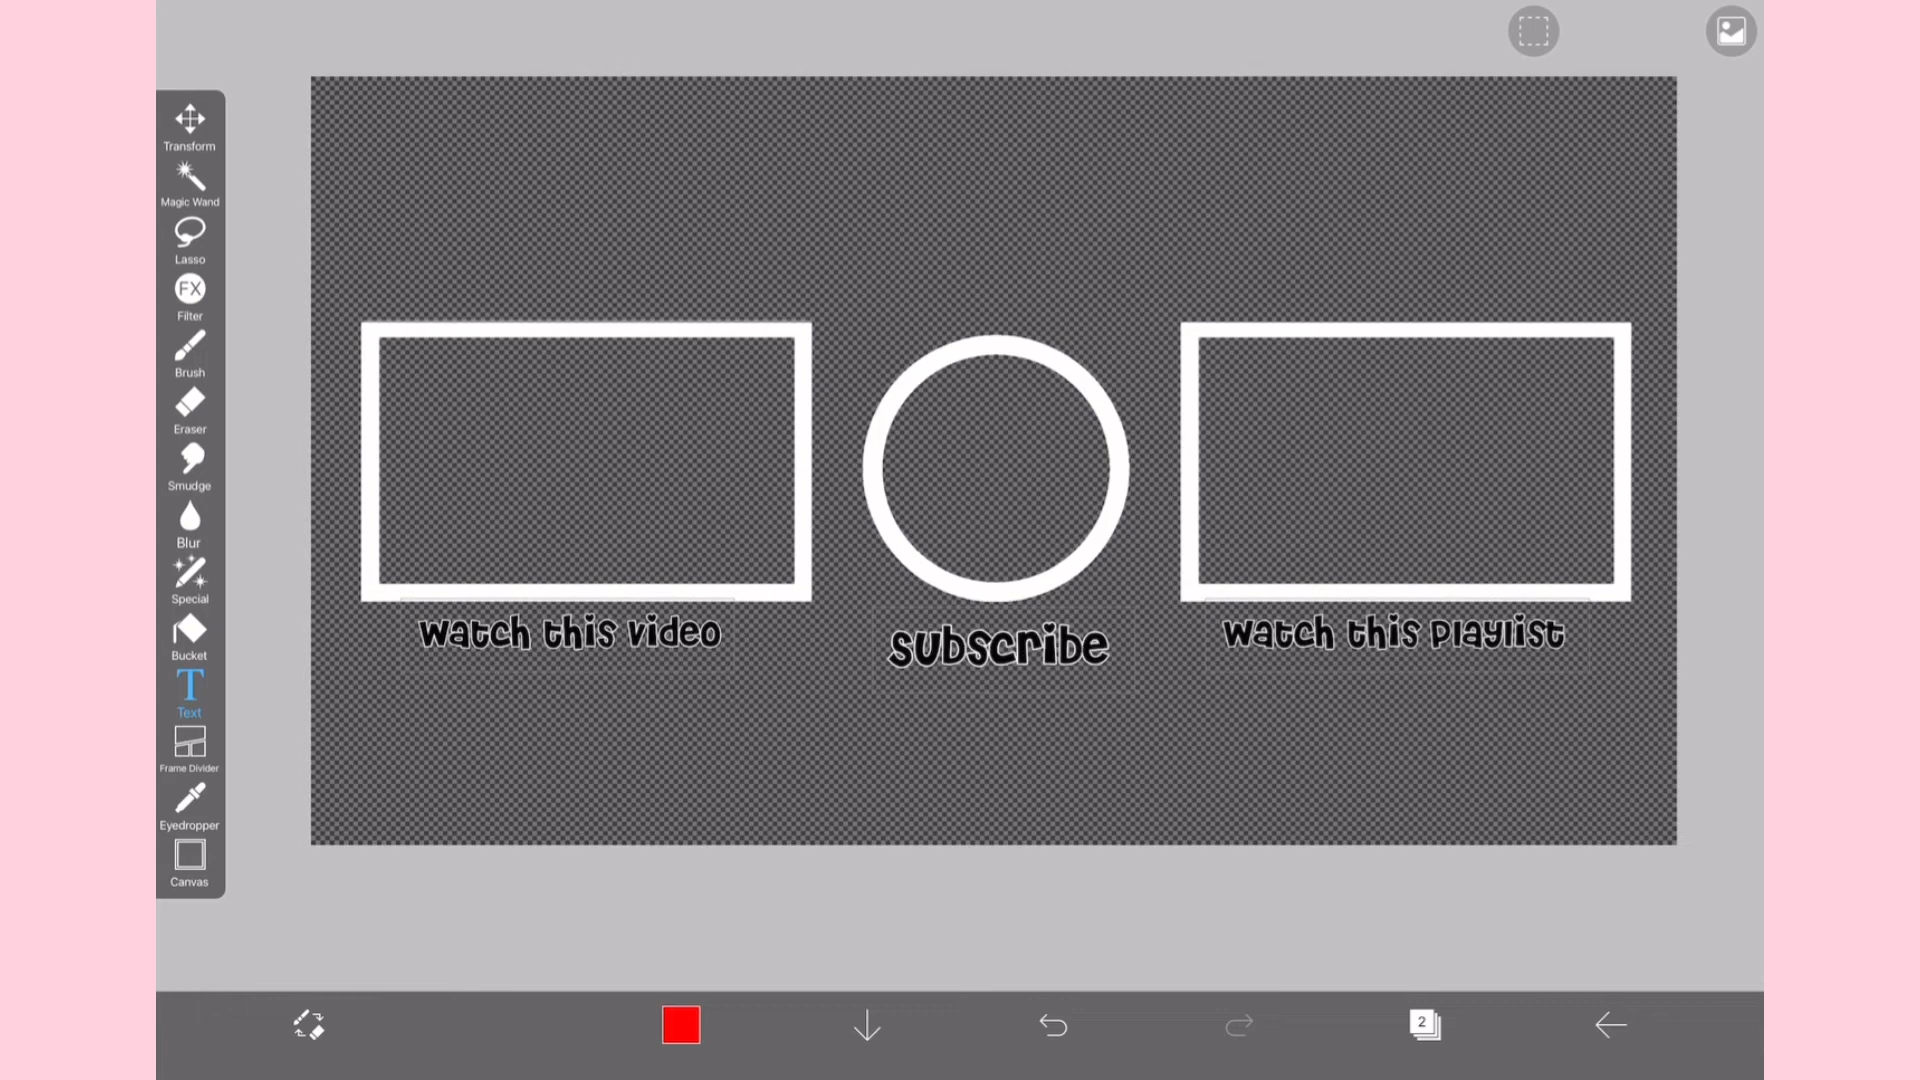 Transform
Magic Wand
Lasso
FX
Filter
Brush
Eraser
Smudge
Blur
Special
Bucket
T
Text
Frame Divider
Eyedropper
Canvas
watch this video
subscribe
watch this playlist
2